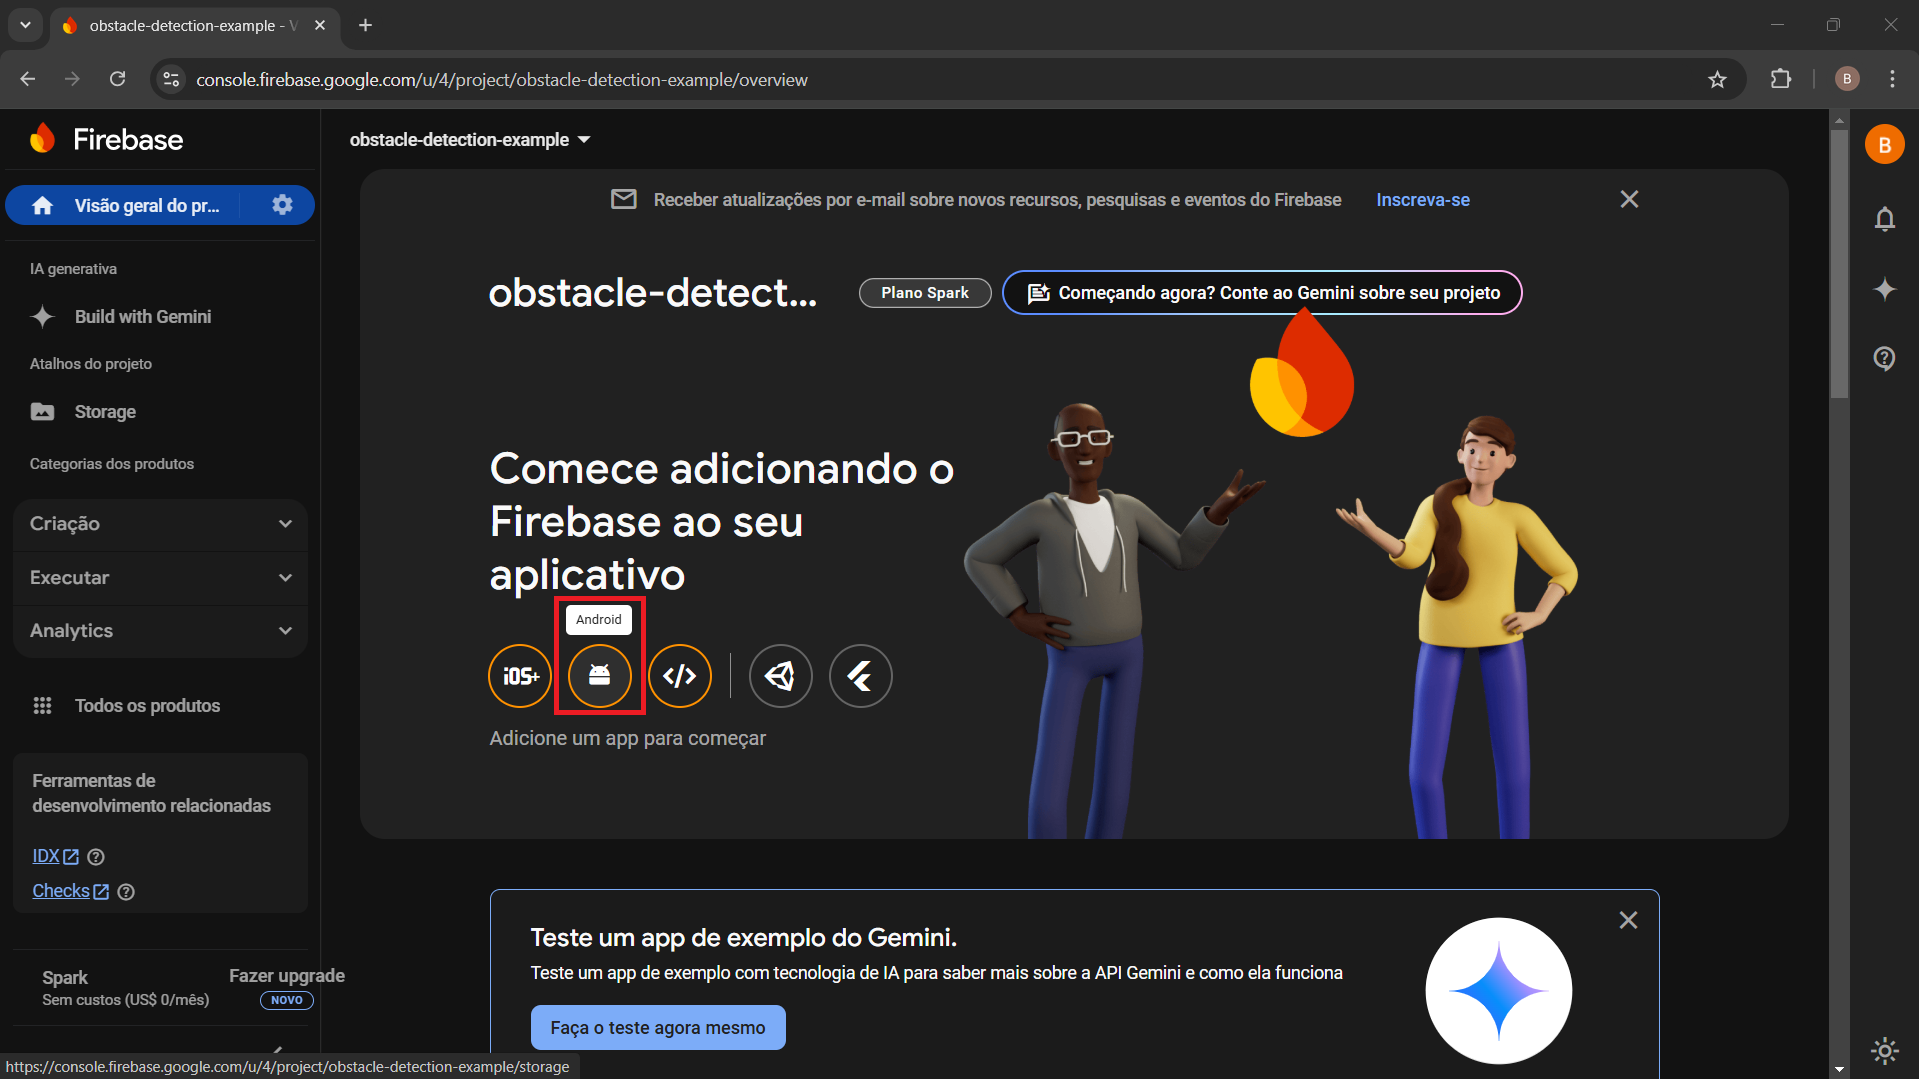 obstacle-detection-example - V
console.firebase.google.com/u/4/project/obstacle-detection-example/overview
B
Firebase
obstacle-detection-example
B
Visão geral do pr...
Receber atualizações por e-mail sobre novos recursos, pesquisas e eventos do Firebase
Inscreva-se
IA generativa
Build with Gemini
Atalhos do projeto
Storage
Categorias dos produtos
Criação
Executar
Analytics
Todos os produtos
Ferramentas de
desenvolvimento relacionadas
IDX
Checks
Spark
Sem custos (US$ 0/mês)
Fazer upgrade
NOVO
obstacle-detect...
Plano Spark
Começando agora? Conte ao Gemini sobre seu projeto
Comece adicionando o
Firebase ao seu
aplicativo
Android
iOS+
</>
Adicione um app para começar
Teste um app de exemplo do Gemini.
Teste um app de exemplo com tecnologia de IA para saber mais sobre a API Gemini e como ela funciona
Faça o teste agora mesmo
https://console.firebase.google.com/u/4/project/obstacle-detection-example/storage